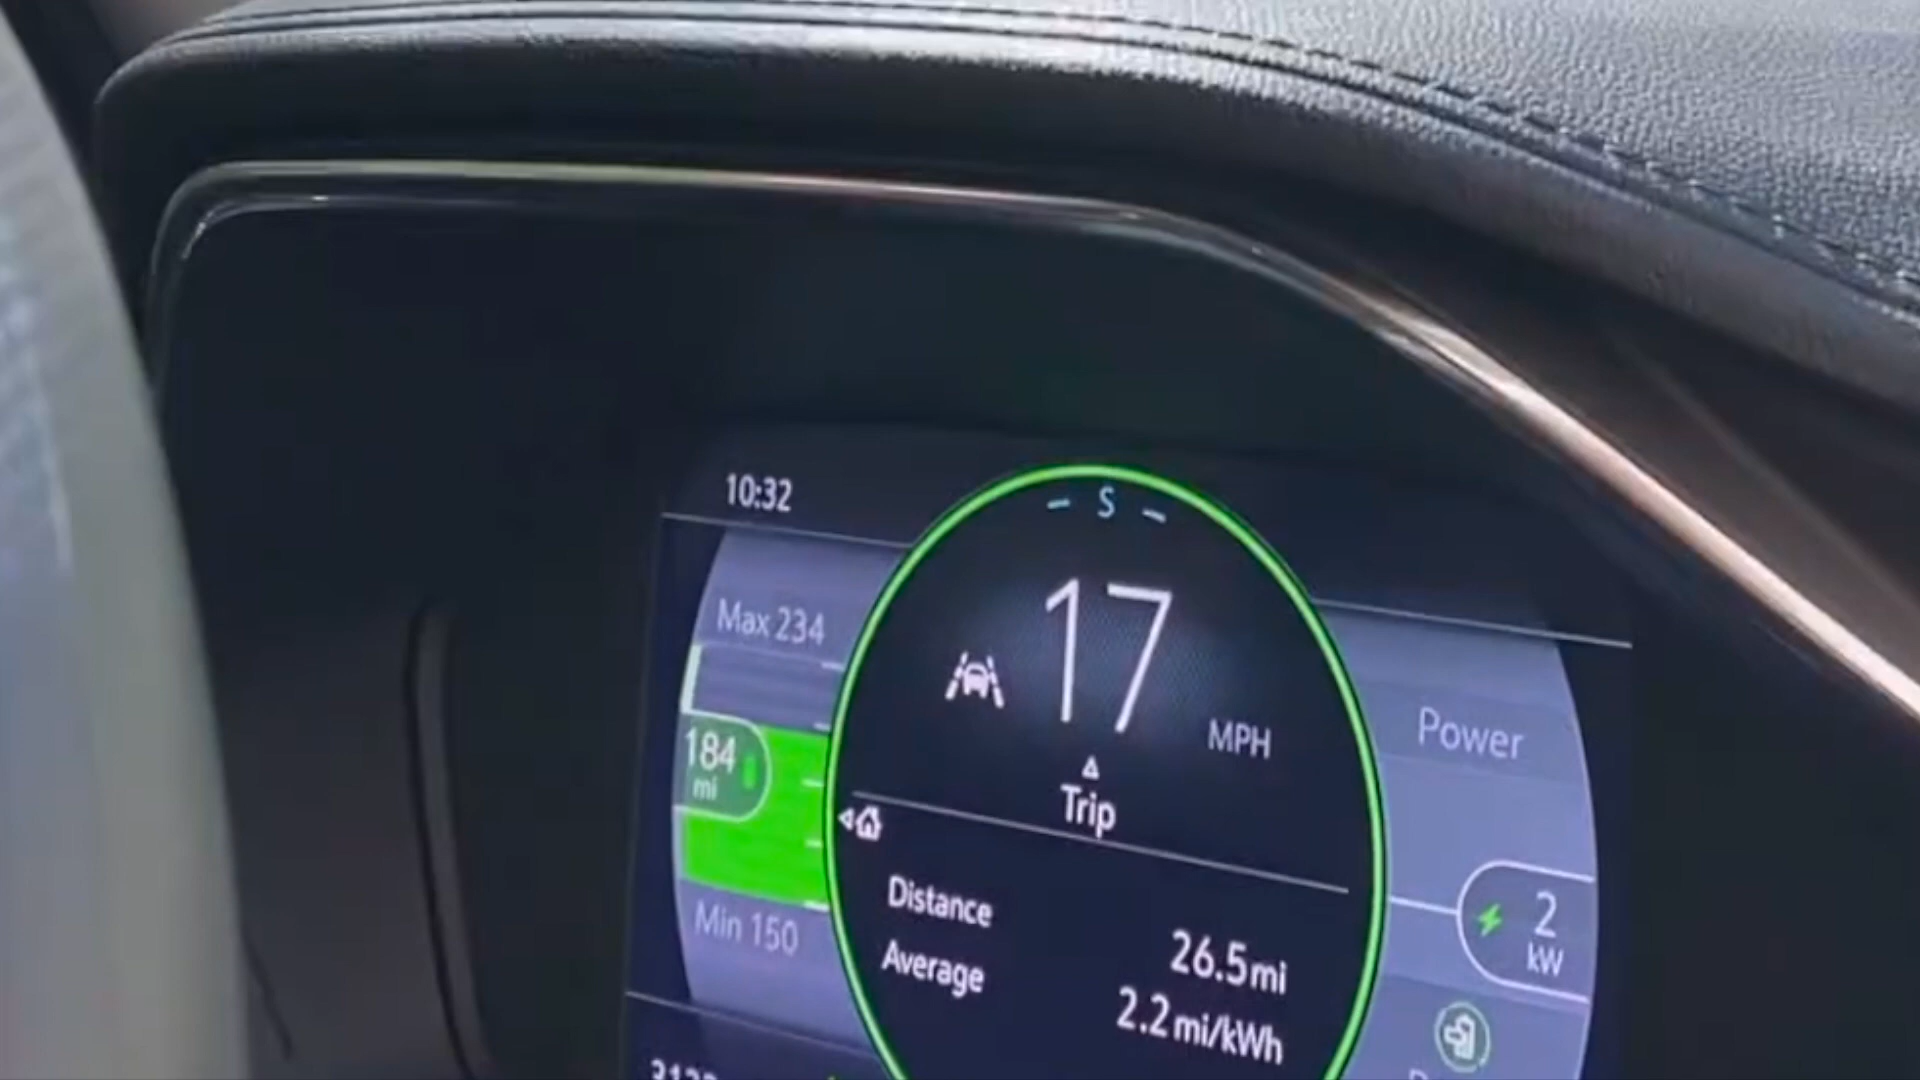 10:32
S
Max 234
17
MPH
184
mi
Power
Trip
Min 150
Distance
26.5mi
Average
2.2 mi/kWh
2
kW